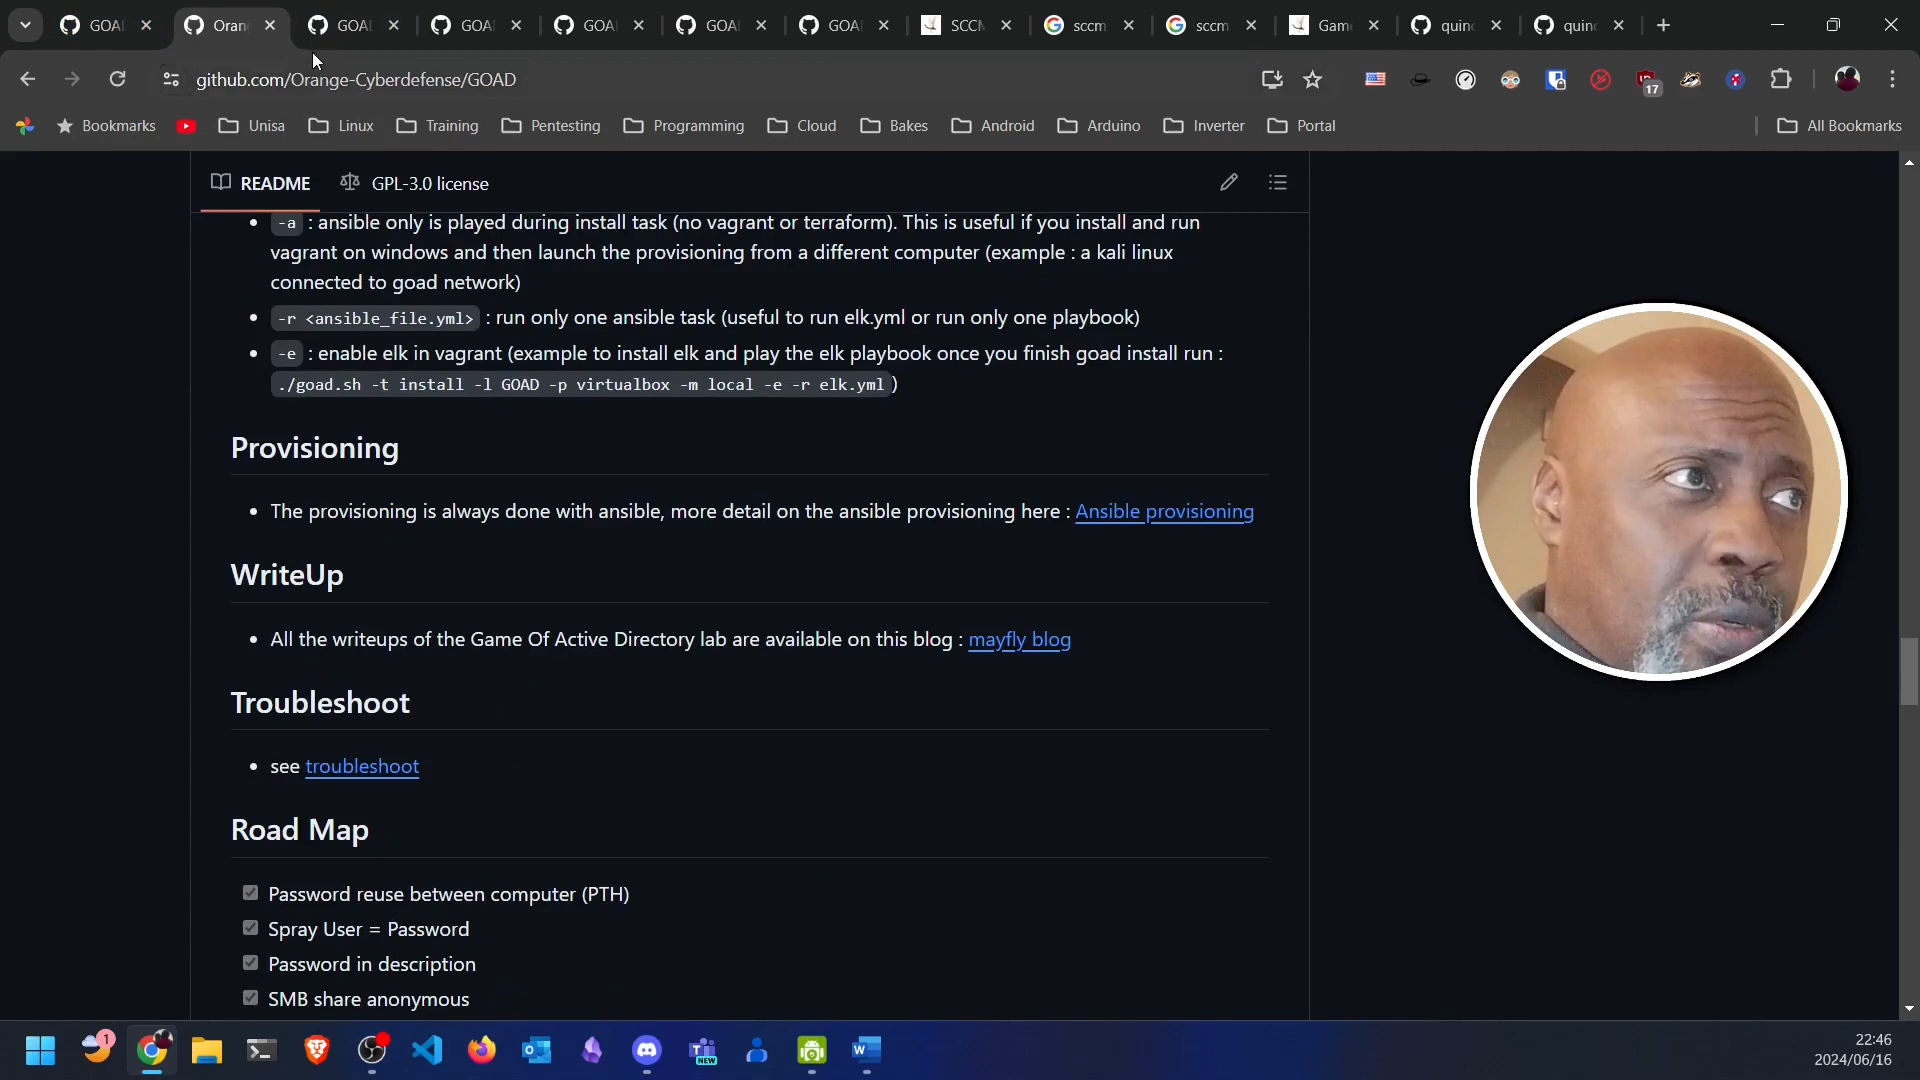 GOA
Oran
GOA
GOA
GOA
GOA
GOA
SCC
sccm
sccm
Gam
quin
quin
github.com/Orange-Cyberdefense/GOAD
17
Bookmarks
Unisa
Linux
Training
Pentesting
Programming
Cloud
Bakes
Android
Arduino
Inverter
Portal
All Bookmarks
README
GPL-3.0 license
-a : ansible only is played during install task (no vagrant or terraform). This is useful if you install and run
vagrant on windows and then launch the provisioning from a different computer (example : a kali linux
connected to goad network)
-r <ansible_file.yml> : run only one ansible task (useful to run elk.yml or run only one playbook)
-e : enable elk in vagrant (example to install elk and play the elk playbook once you finish goad install run :
./goad.sh -t install -l GOAD -p virtualbox -m local -e -r elk.yml )
Provisioning
The provisioning is always done with ansible, more detail on the ansible provisioning here : Ansible provisioning
WriteUp
All the writeups of the Game Of Active Directory lab are available on this blog : mayfly blog
Troubleshoot
see troubleshoot
Road Map
Password reuse between computer (PTH)
Spray User = Password
Password in description
SMB share anonymous
1
NEW
22:46
2024/06/16